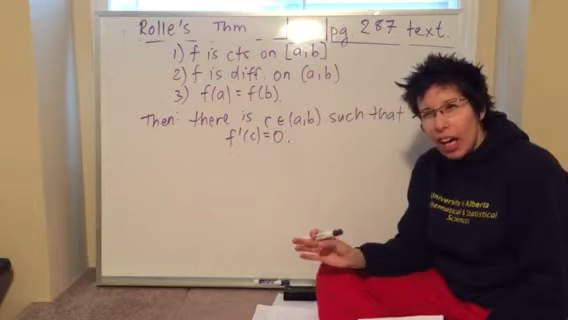 Rolle's Thm pg 287 text.
1) f is cts on [a,b]
2) f is diff. on (a,b)
3) f(a) = f(b).
Then: there is c ∈ (a,b) such that
f'(c)=0.
University of Alberta
Mathematical & Statistical
Sciences